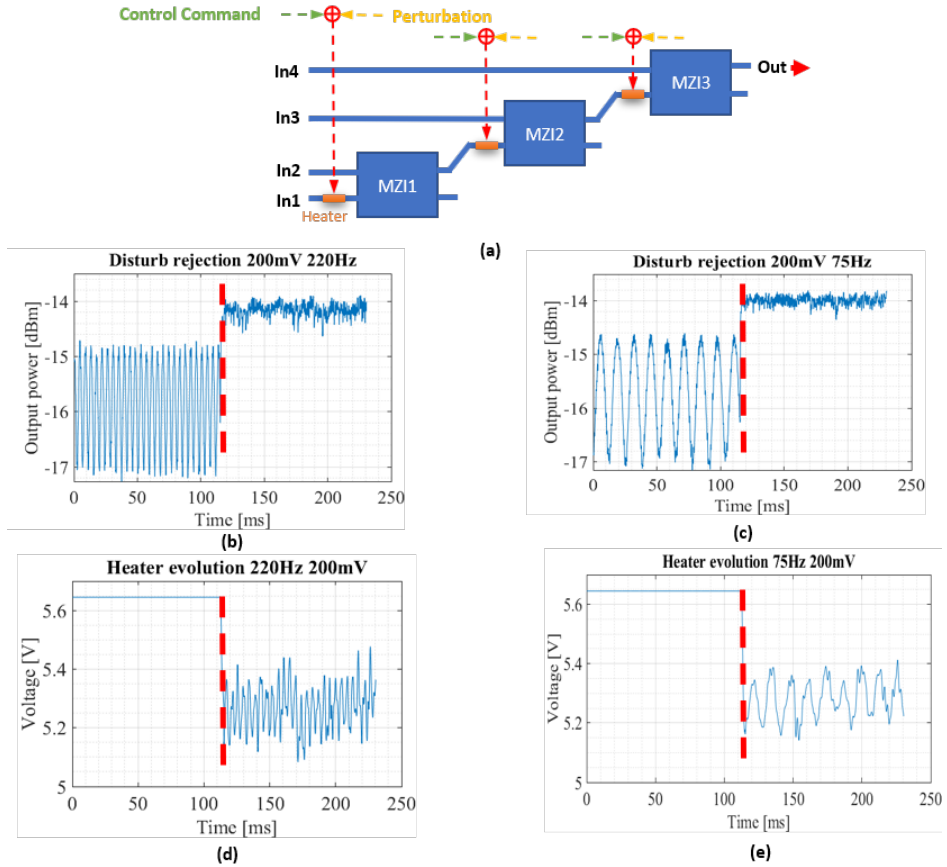 Control Command
Perturbation
In4
In3
In2
In1
Heater
MZI1
MZI2
MZI3
Out
(a)
Disturb rejection 200mV 220Hz
Output power [dBm]
-14
-15
-16
-17
0 50 100 150 200 250
Time [ms]
(b)
Disturb rejection 200mV 75Hz
Output power [dBm]
-14
-15
-16
-17
0 50 100 150 200 250
Time [ms]
(c)
Heater evolution 220Hz 200mV
Voltage [V]
5.6
5.4
5.2
5
0 50 100 150 200 250
Time [ms]
(d)
Heater evolution 75Hz 200mV
Voltage [V]
5.6
5.4
5.2
5
0 50 100 150 200 250
Time [ms]
(e)